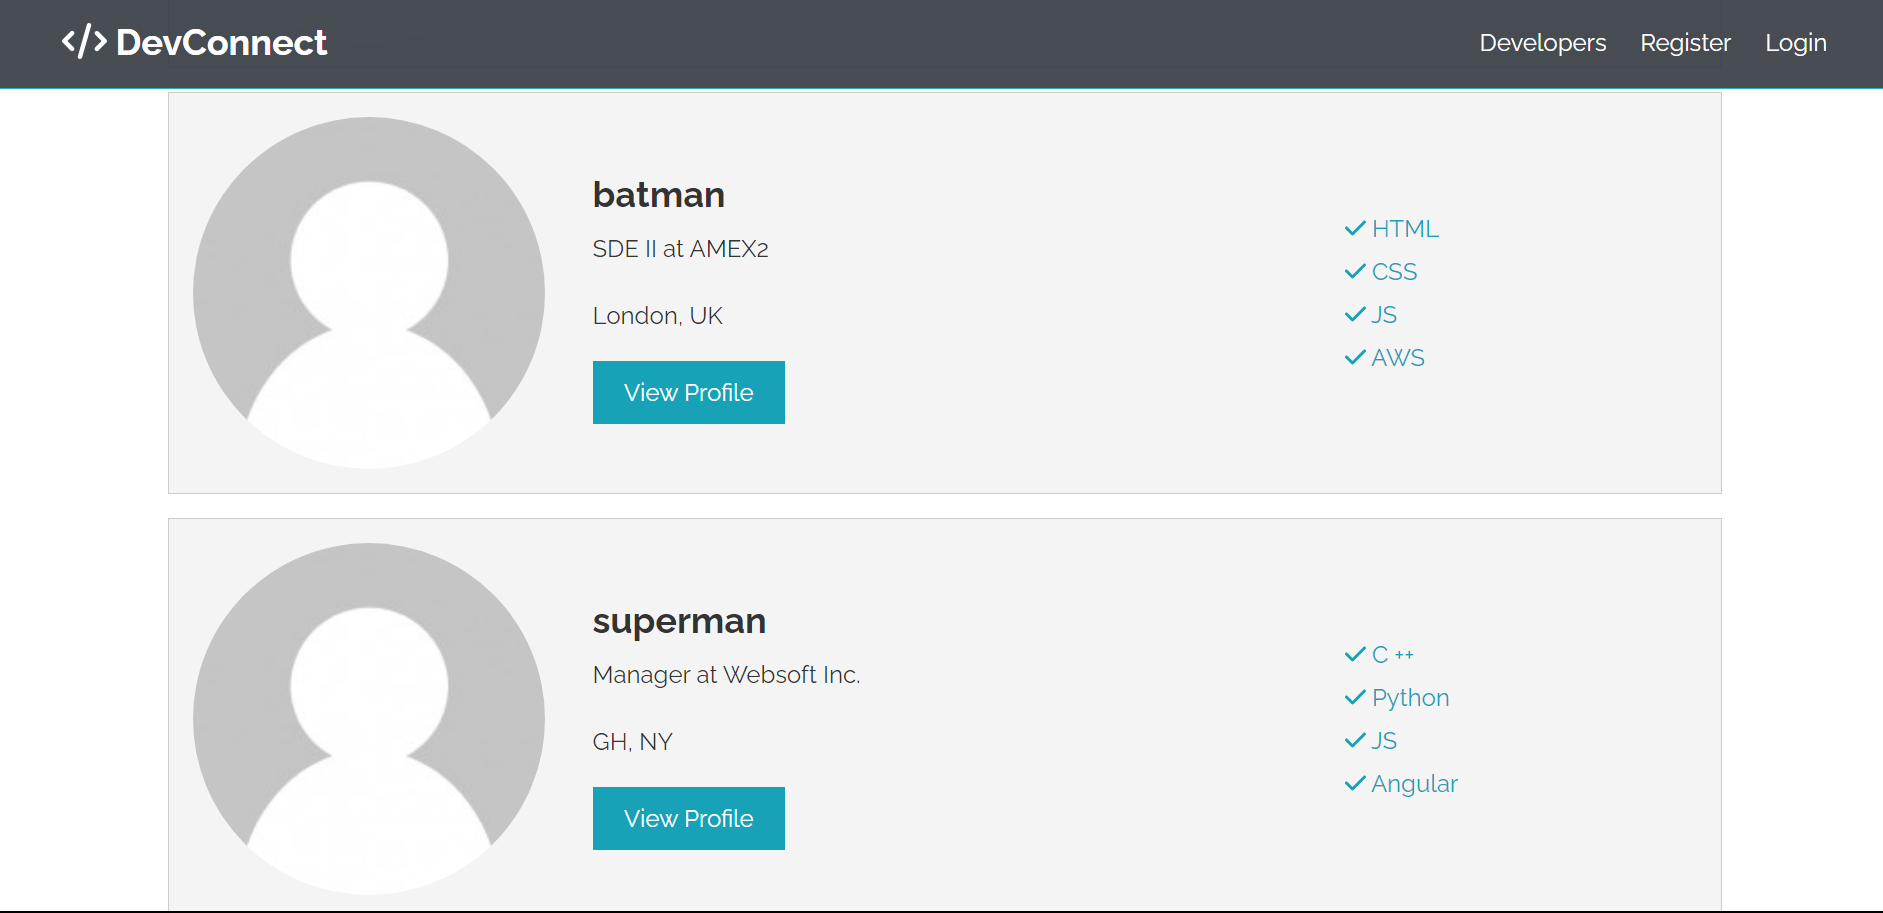 </> DevConnect
Developers Register Login
batman
SDE II at AMEX2
London, UK
View Profile
HTML
CSS
JS
AWS
superman
Manager at Websoft Inc.
GH, NY
View Profile
C ++
Python
JS
Angular